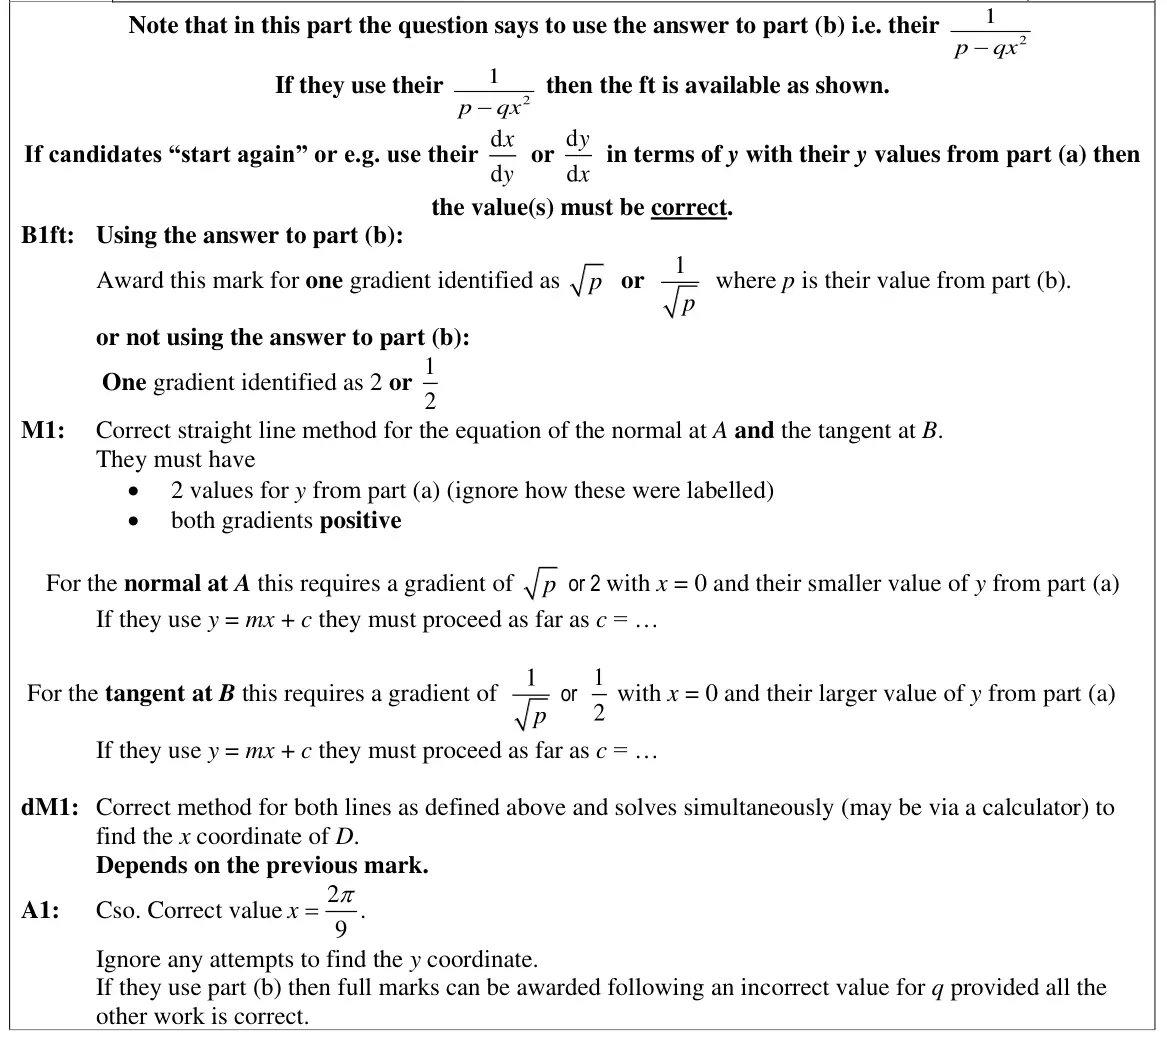 Note that in this part the question says to use the answer to part (b) i.e. their 1/(p − qx²)
If they use their 1/(p − qx²) then the ft is available as shown.
If candidates “start again” or e.g. use their dx/dy or dy/dx in terms of y with their y values from part (a) then
the value(s) must be correct.
B1ft: Using the answer to part (b):
Award this mark for one gradient identified as √p or 1/√p where p is their value from part (b).
or not using the answer to part (b):
One gradient identified as 2 or 1/2
M1: Correct straight line method for the equation of the normal at A and the tangent at B.
They must have
• 2 values for y from part (a) (ignore how these were labelled)
• both gradients positive
For the normal at A this requires a gradient of √p or 2 with x = 0 and their smaller value of y from part (a)
If they use y = mx + c they must proceed as far as c = …
For the tangent at B this requires a gradient of 1/√p or 1/2 with x = 0 and their larger value of y from part (a)
If they use y = mx + c they must proceed as far as c = …
dM1: Correct method for both lines as defined above and solves simultaneously (may be via a calculator) to
find the x coordinate of D.
Depends on the previous mark.
A1: Cso. Correct value x = 2π/9.
Ignore any attempts to find the y coordinate.
If they use part (b) then full marks can be awarded following an incorrect value for q provided all the
other work is correct.